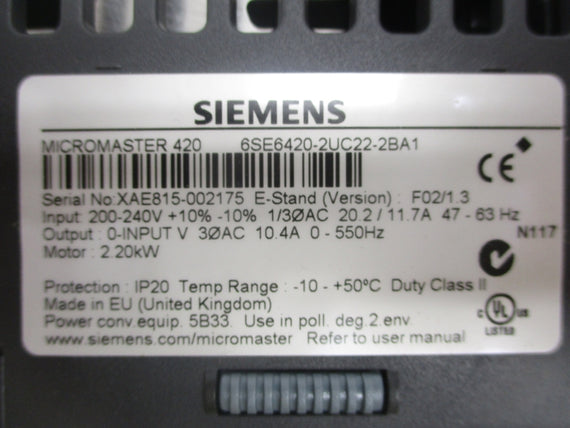 SIEMENS
MICROMASTER 420 6SE6420-2UC22-2BA1
CE
Serial No:XAE815-002175 E-Stand (Version) : F02/1.3
Input: 200-240V +10% -10% 1/3ØAC 20.2 / 11.7A 47 - 63 Hz
Output : 0-INPUT V 3ØAC 10.4A 0 - 550Hz
N117
Motor : 2.20kW
Protection : IP20 Temp Range : -10 - +50ºC Duty Class II
Made in EU (United Kingdom)
C UL US
LISTED
Power conv.equip. 5B33. Use in poll. deg.2.env.
www.siemens.com/micromaster Refer to user manual